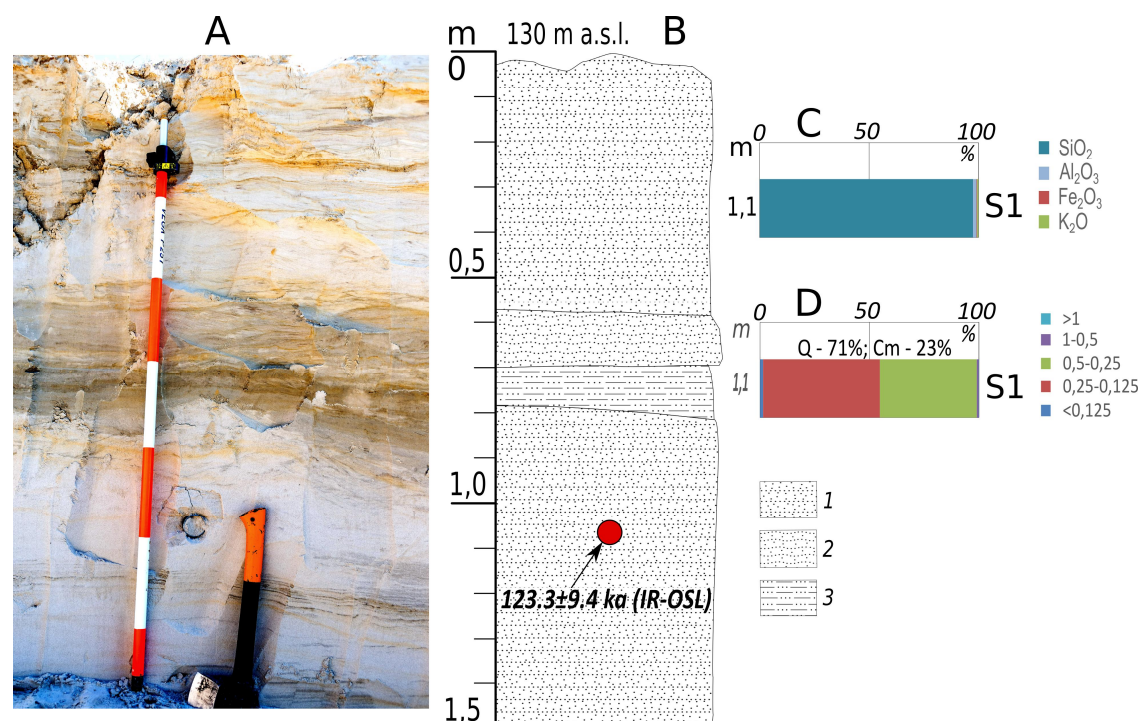 A
m
130 m a.s.l.
B
0
0,5
1,0
1,5
123.3±9.4 ka (IR-OSL)
C
0
50
100
%
m
1,1
S1
SiO₂
Al₂O₃
Fe₂O₃
K₂O
D
0
50
100
%
m
Q - 71%; Cm - 23%
1,1
S1
>1
1-0,5
0,5-0,25
0,25-0,125
<0,125
1
2
3